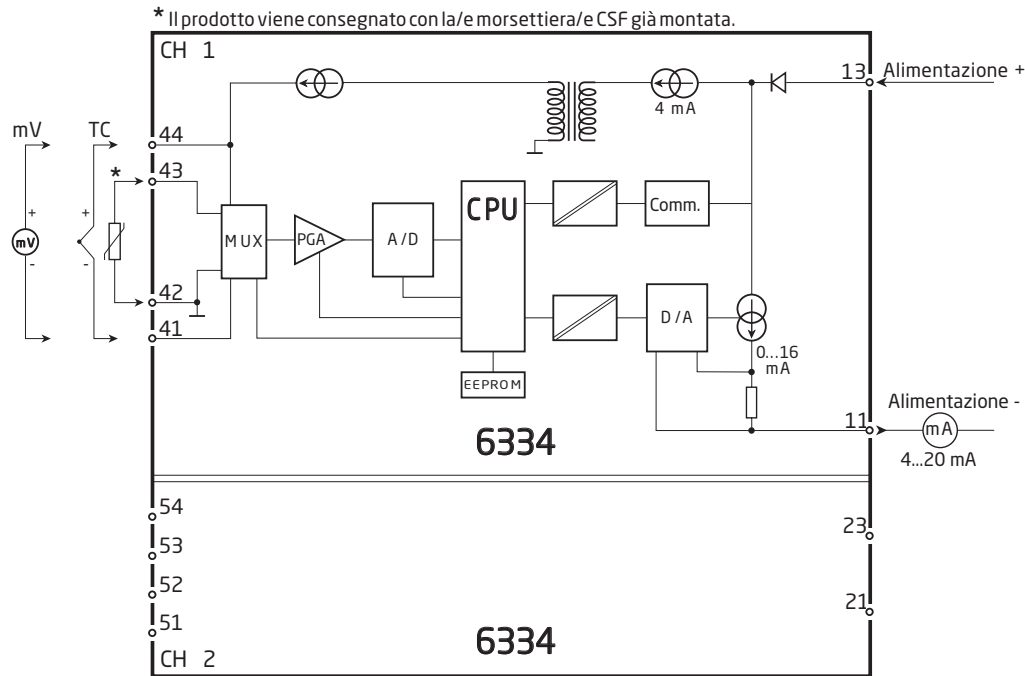 * Il prodotto viene consegnato con la/e morsettiera/e CSF già montata.
CH 1
13
Alimentazione +
4 mA
mV
TC
44
*
43
+
+
CPU
Comm.
MUX
PGA
A/D
mV
-
-
42
D/A
41
0...16
mA
EEPROM
Alimentazione -
11
mA
6334
4...20 mA
54
23
53
52
21
51
6334
CH 2